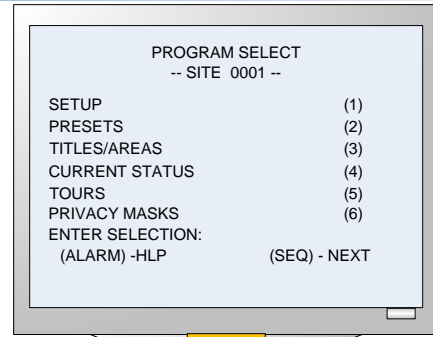 PROGRAM SELECT
-- SITE 0001 --
SETUP (1)
PRESETS (2)
TITLES/AREAS (3)
CURRENT STATUS (4)
TOURS (5)
PRIVACY MASKS (6)
ENTER SELECTION:
(ALARM) -HLP (SEQ) - NEXT